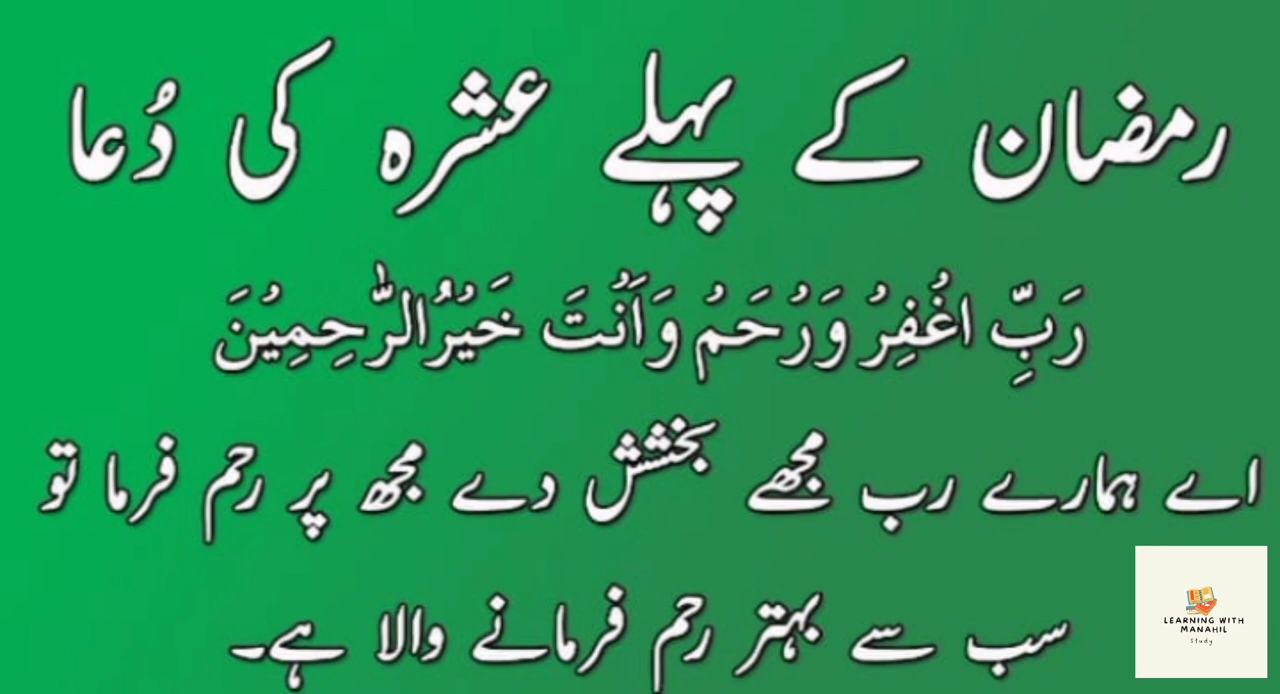 رمضان کے پہلے عشرہ کی دُعا
رَبِّ اغْفِرْ وَرْحَمْ وَاَنْتَ خَيْرُ الرّٰحِمِيْنَ
اے ہمارے رب مجھے بخشش دے مجھ پر رحم فرما تو
سب سے بہتر رحم فرمانے والا ہے۔
LEARNING WITH
MANAHIL
Study